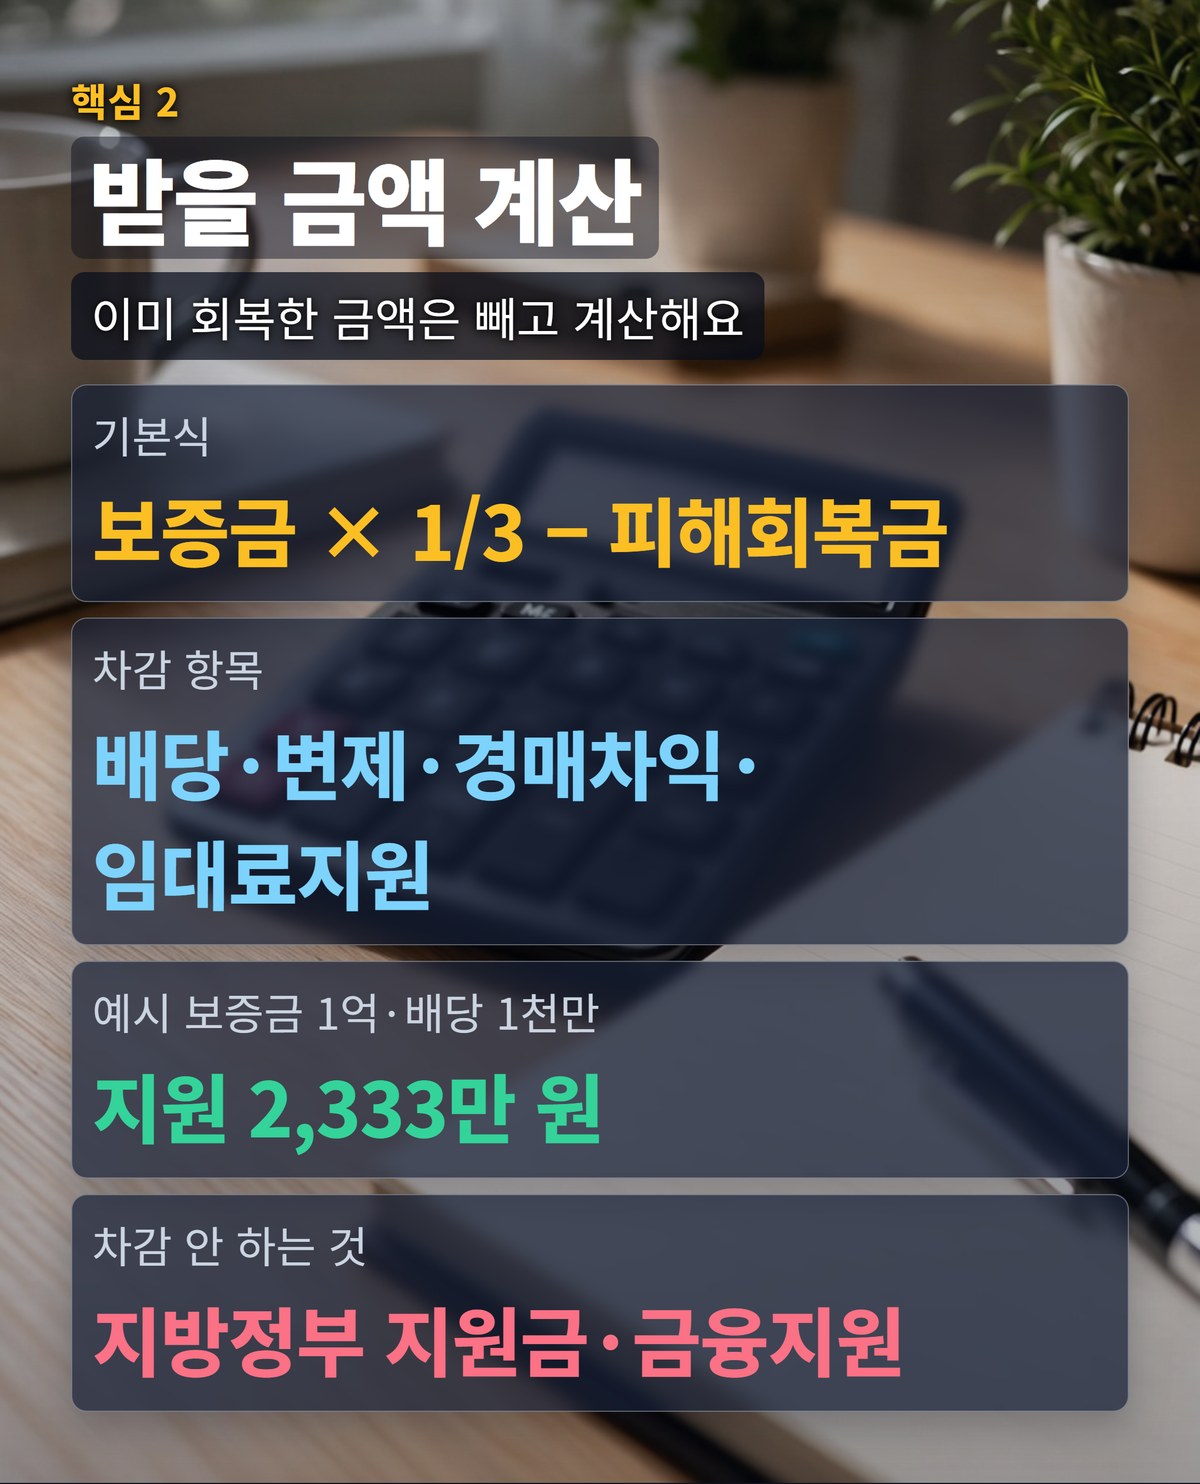 핵심 2
받을 금액 계산
이미 회복한 금액은 빼고 계산해요
기본식
보증금 × 1/3 − 피해회복금
차감 항목
배당·변제·경매차익·
임대료지원
예시 보증금 1억·배당 1천만
지원 2,333만 원
차감 안 하는 것
지방정부 지원금·금융지원